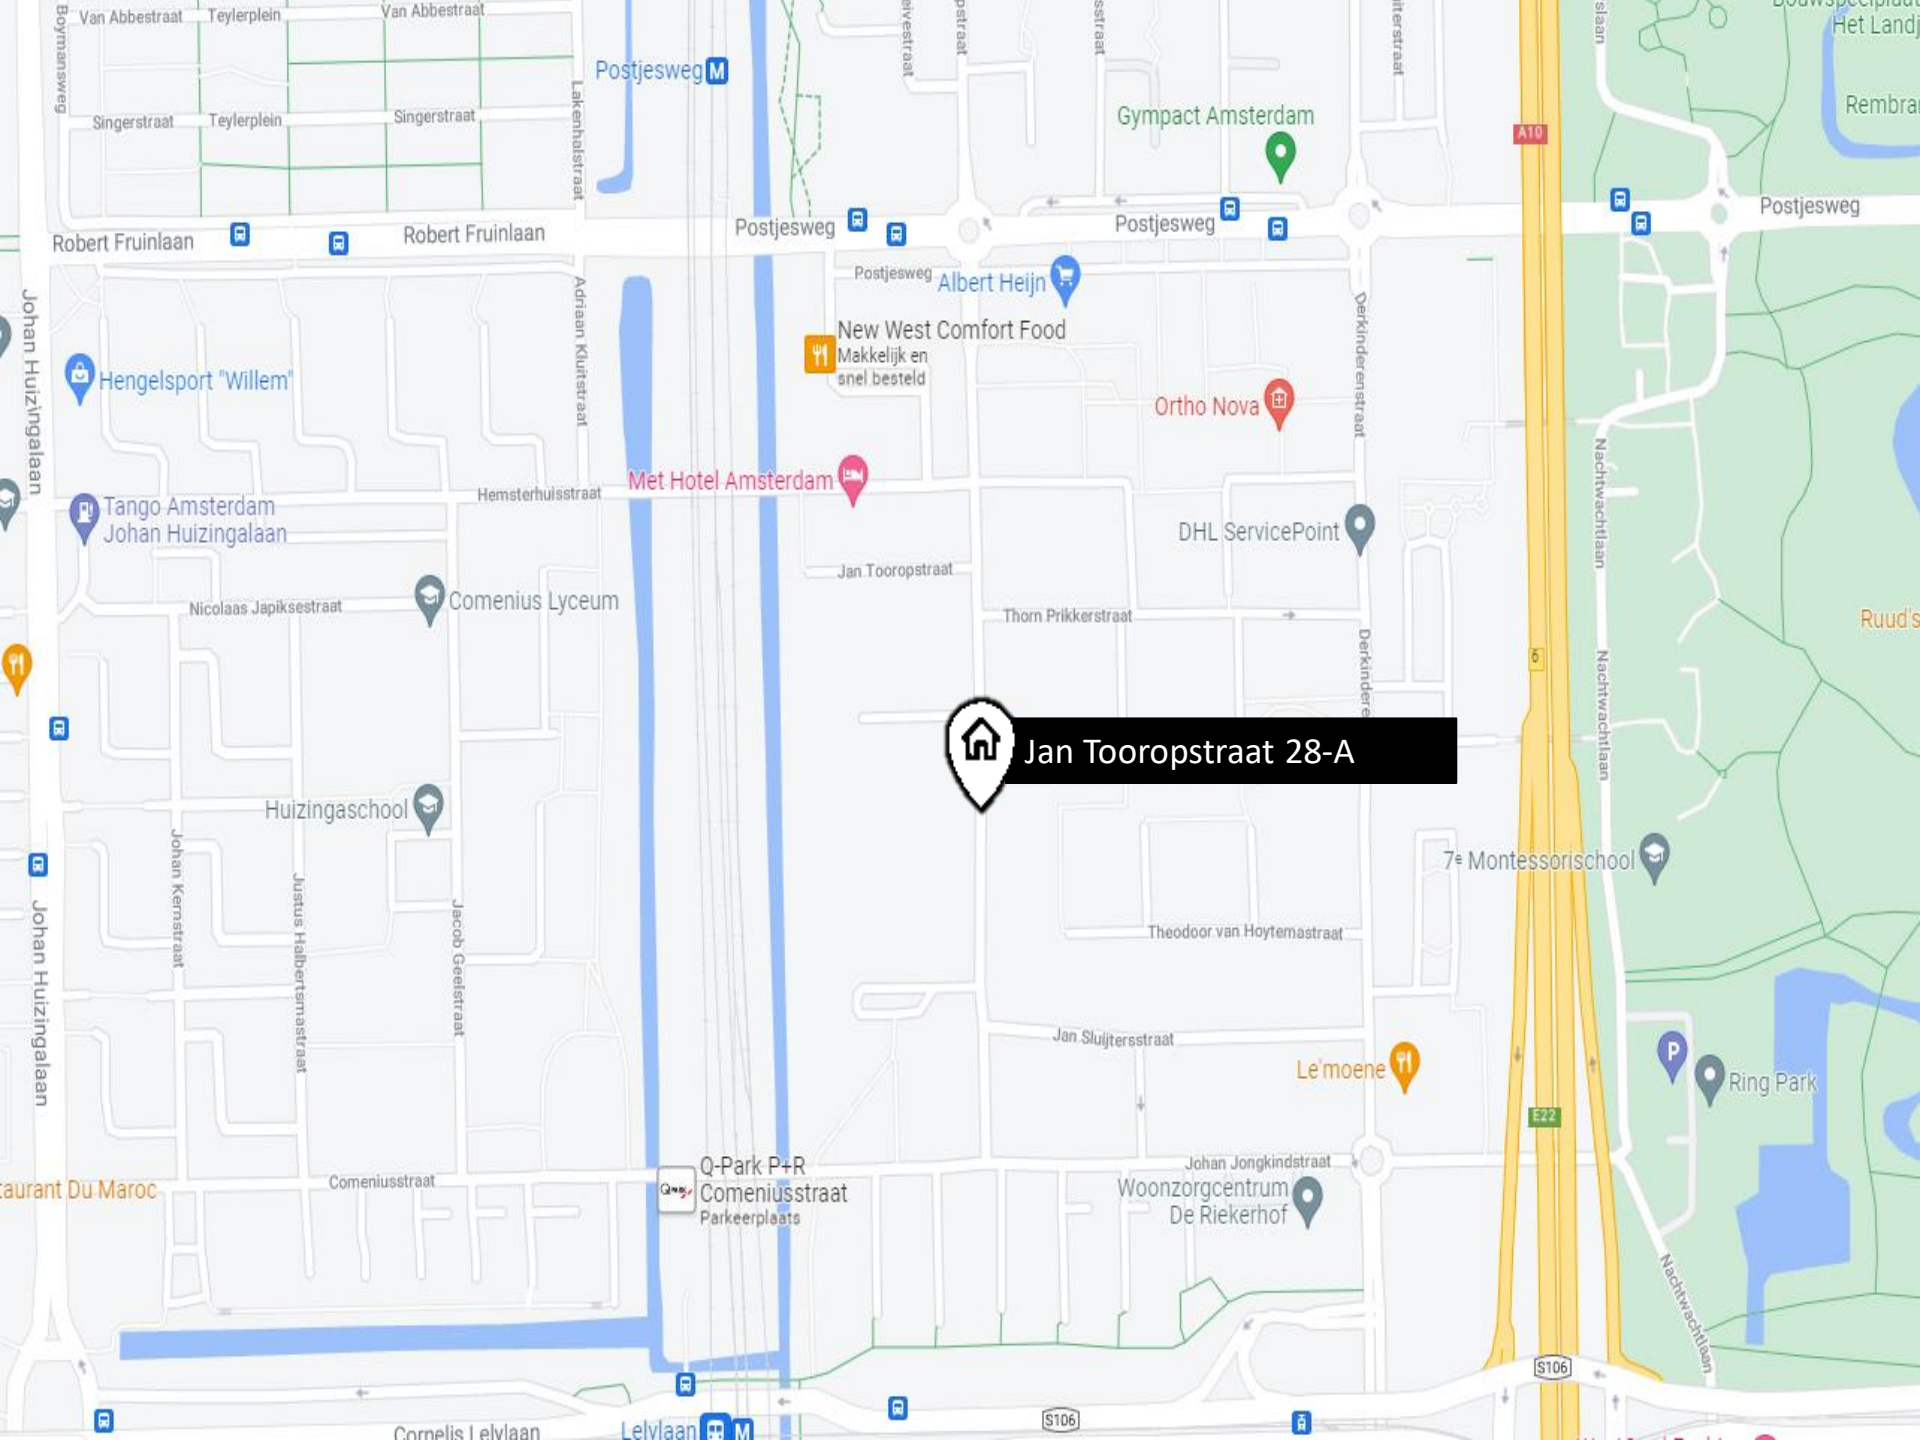 Van Abbestraat
Teylerplein
Van Abbestraat
Boymansweg
Postjesweg
M
Lakenhalstraat
Singerstraat
Teylerplein
Singerstraat
Gympact Amsterdam
A10
Het Landj
Robert Fruinlaan
Robert Fruinlaan
Postjesweg
Postjesweg
Postjesweg
Postjesweg
Albert Heijn
Johan Huizingalaan
Adriaan Kluitstraat
Derkinderenstraat
New West Comfort Food
Makkelijk en
snel besteld
Hengelsport "Willem"
Ortho Nova
Met Hotel Amsterdam
Hemsterhuisstraat
Tango Amsterdam
Johan Huizingalaan
Nachtwachtlaan
DHL ServicePoint
Jan Tooropstraat
Comenius Lyceum
Nicolaas Japiksestraat
Thorn Prikkerstraat
Ruud's
6
Derkindere
Nachtwachtlaan
Jan Tooropstraat 28-A
Huizingaschool
Johan Kernstraat
7e Montessorischool
Justus Halbertsmastraat
Jacob Geelstraat
Johan Huizingalaan
Theodoor van Hoytemastraat
Jan Sluijtersstraat
Le'moene
P
Ring Park
E22
Q-Park P+R
Comeniusstraat
Parkeerplaats
Johan Jongkindstraat
Woonzorgcentrum
De Riekerhof
taurant Du Maroc
Comeniusstraat
Nachtwachtlaan
S106
S106
Cornelis Lelylaan
Lelylaan
M